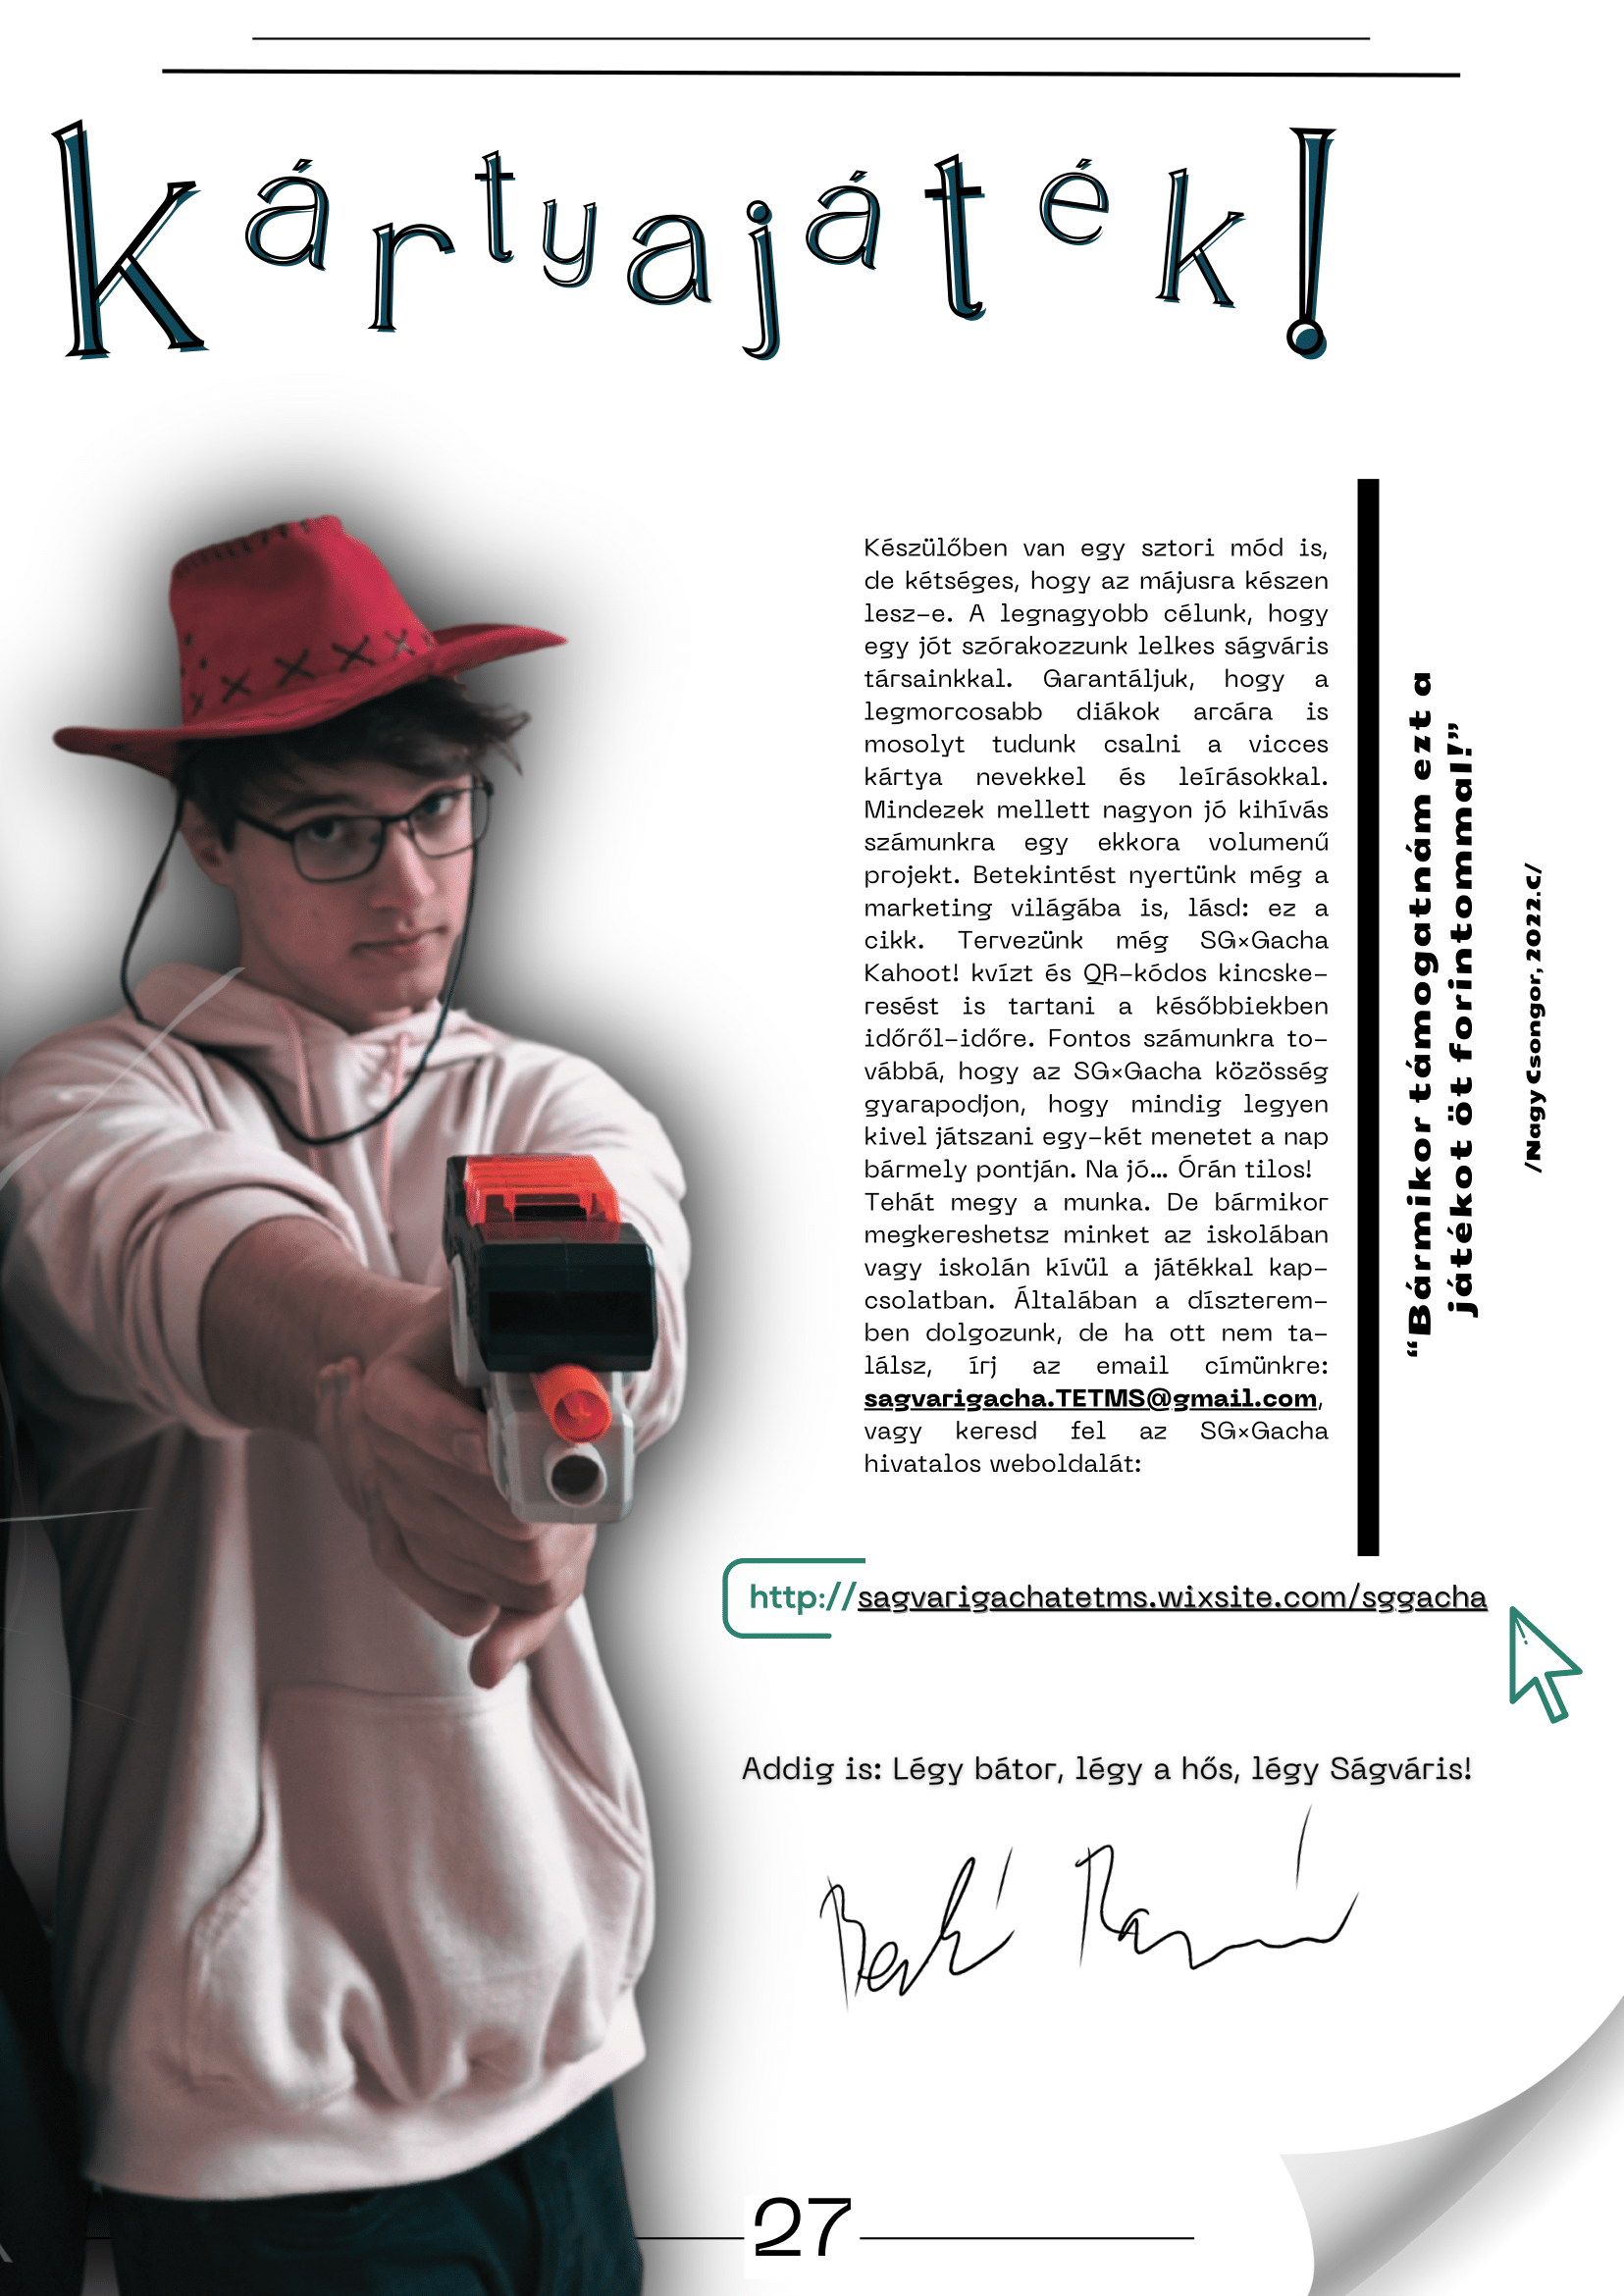 kártyajáték!
Készülőben van egy sztori mód is,
de kétséges, hogy az májusra készen
lesz-e. A legnagyobb célunk, hogy
egy jót szórakozzunk lelkes ságváris
társainkkal. Garantáljuk, hogy a
legmorcosabb diákok arcára is
mosolyt tudunk csalni a vicces
kártya nevekkel és leírásokkal.
Mindezek mellett nagyon jó kihívás
számunkra egy ekkora volumenű
projekt. Betekintést nyertünk még a
marketing világába is, lásd: ez a
cikk. Tervezünk még SG×Gacha
Kahoot! kvízt és QR-kódos kincske-
resést is tartani a későbbiekben
időről-időre. Fontos számunkra to-
vábbá, hogy az SG×Gacha közösség
gyarapodjon, hogy mindig legyen
kivel játszani egy-két menetet a nap
bármely pontján. Na jó... Órán tilos!
Tehát megy a munka. De bármikor
megkereshetsz minket az iskolában
vagy iskolán kívül a játékkal kap-
csolatban. Általában a díszterem-
ben dolgozunk, de ha ott nem ta-
lálsz, írj az email címünkre:
sagvarigacha.TETMS@gmail.com,
vagy keresd fel az SG×Gacha
hivatalos weboldalát:
“Bármikor támogatnám ezt a
játékot öt forintommal!”
/Nagy Csongor, 2022.C/
http://sagvarigachatetms.wixsite.com/sggacha
Addig is: Légy bátor, légy a hős, légy Ságváris!
27